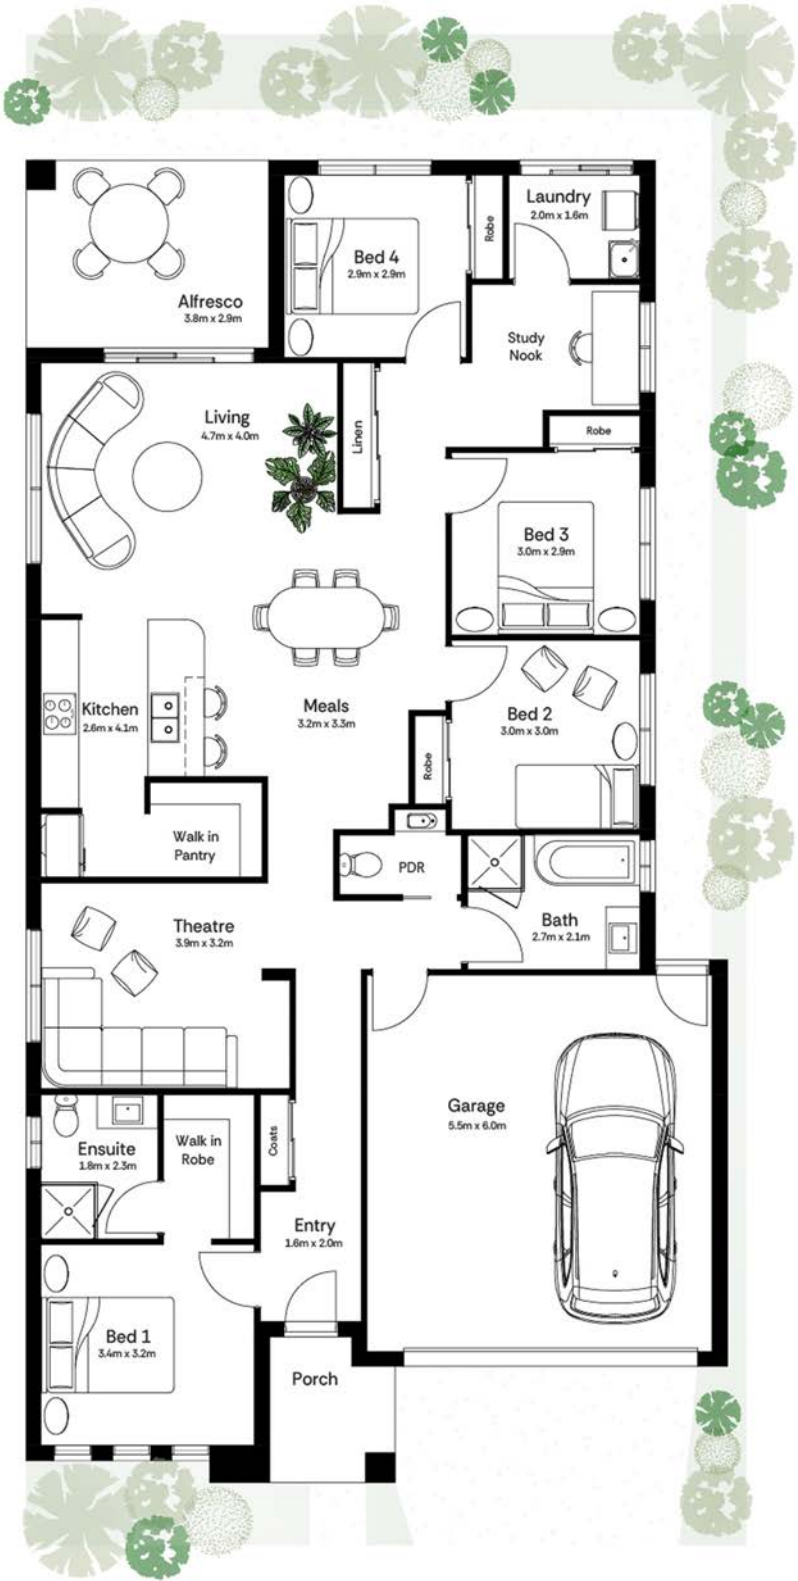 Laundry
2.0m x 1.6m
Robe
Bed 4
2.9m x 2.9m
Alfresco
3.8m x 2.9m
Study
Nook
Living
4.7m x 4.0m
Linen
Robe
Bed 3
3.0m x 2.9m
Kitchen
2.6m x 4.1m
Meals
3.2m x 3.3m
Bed 2
3.0m x 3.0m
Robe
Walk in
Pantry
PDR
Theatre
3.9m x 3.2m
Bath
2.7m x 2.1m
Garage
5.5m x 6.0m
Ensuite
1.8m x 2.3m
Walk in
Robe
Coats
Entry
1.6m x 2.0m
Bed 1
3.4m x 3.2m
Porch